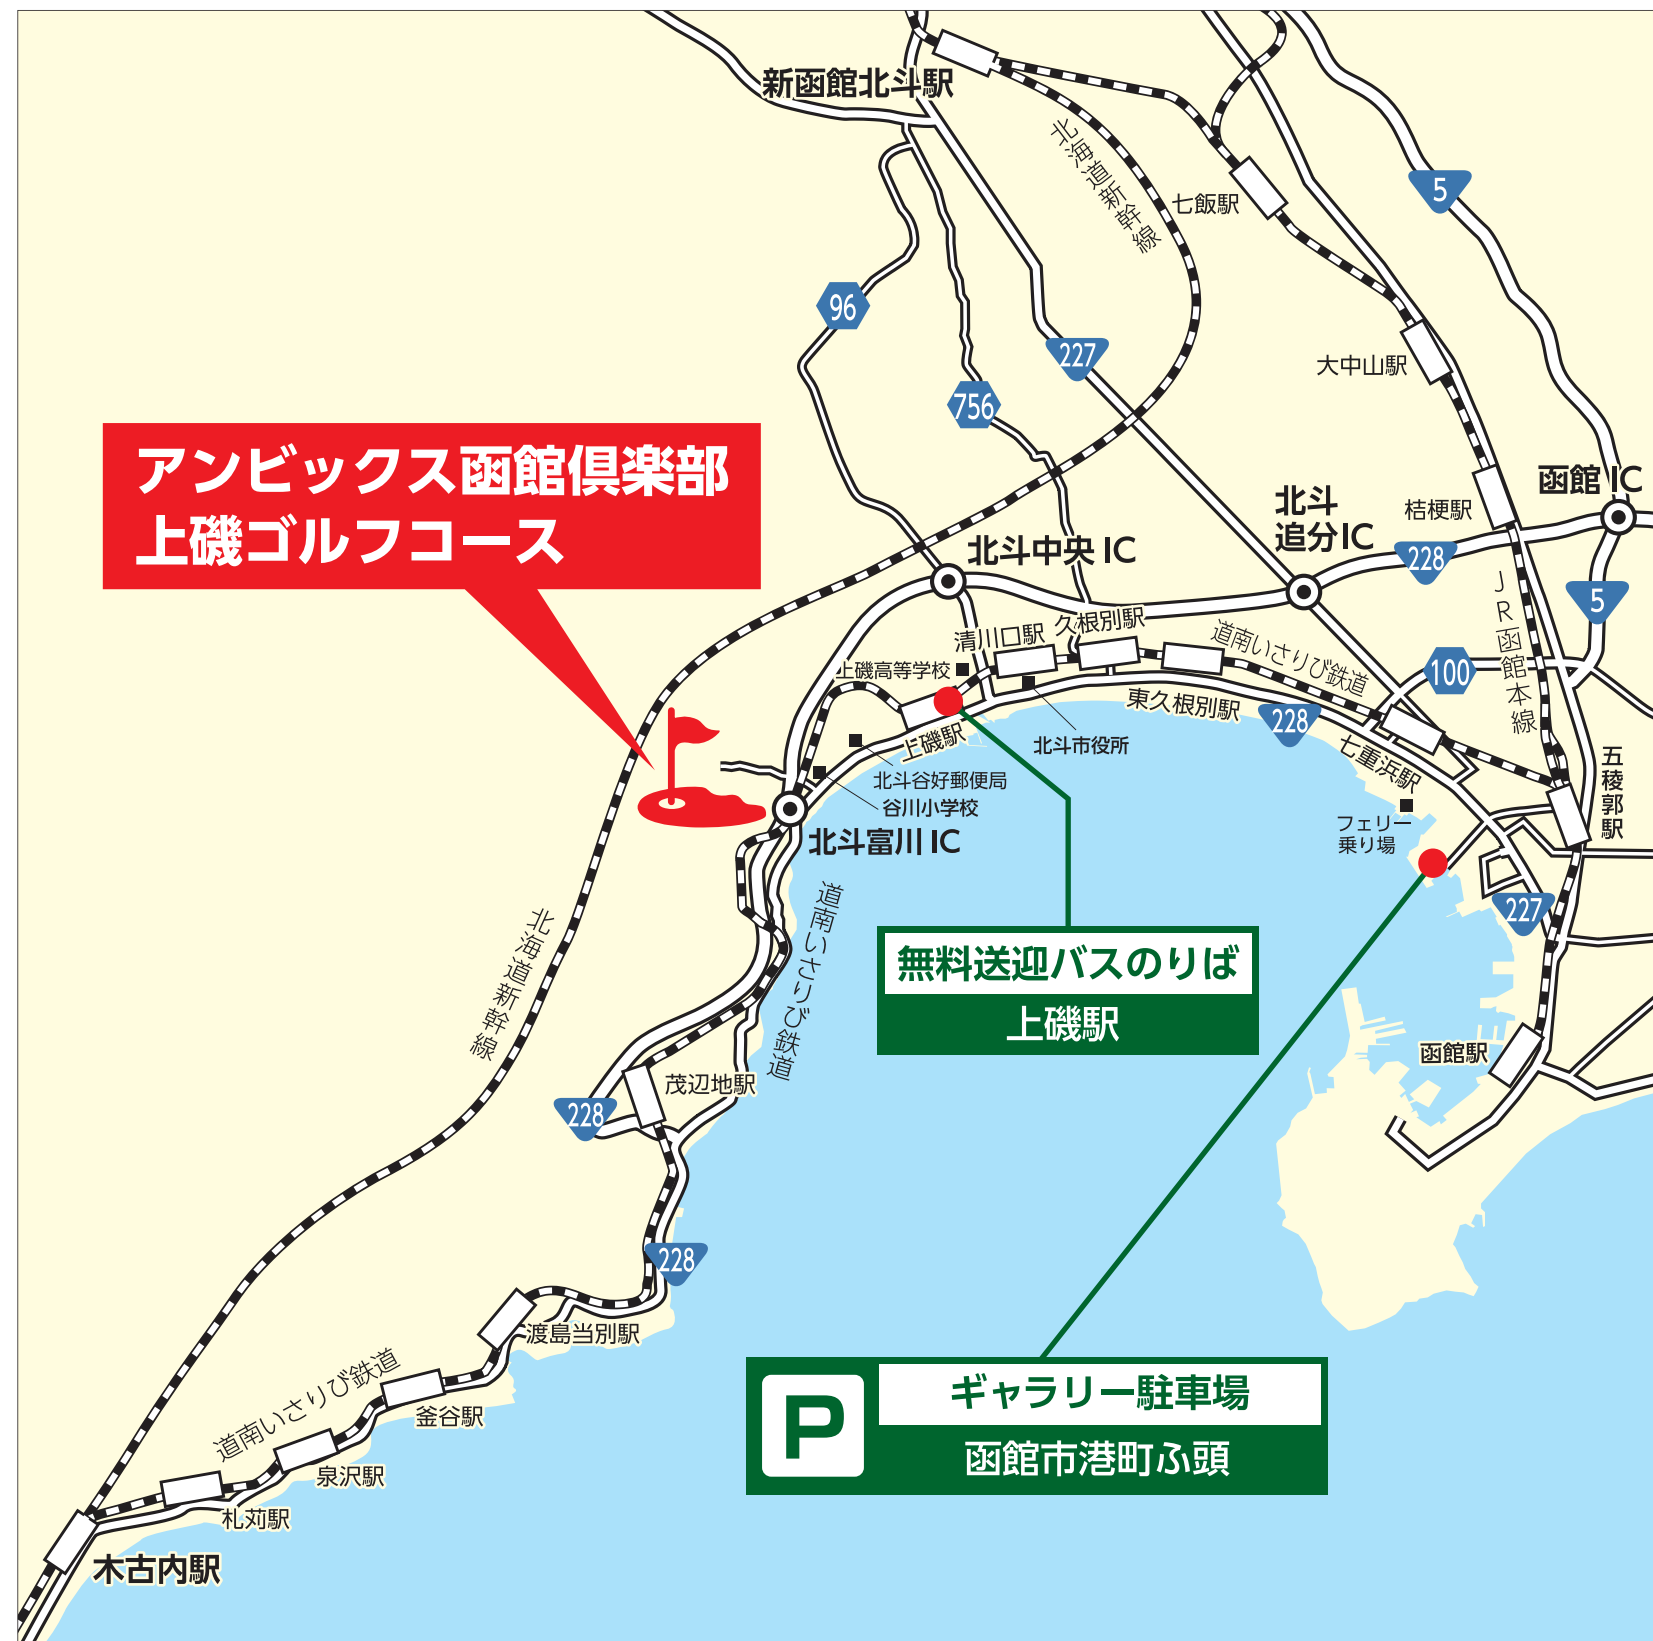 新函館北斗駅
北海道新幹線
七飯駅
5
96
227
756
大中山駅
アンビックス函館倶楽部
上磯ゴルフコース
函館IC
桔梗駅
北斗
追分IC
228
北斗中央IC
5
JR函館本線
清川口駅
久根別駅
道南いさりび鉄道
100
上磯高等学校
東久根別駅
228
上磯駅
北斗市役所
七重浜駅
五稜郭駅
北斗谷好郵便局
谷川小学校
フェリー
乗り場
北斗富川IC
道南いさりび鉄道
227
北海道新幹線
無料送迎バスのりば
上磯駅
函館駅
茂辺地駅
228
228
渡島当別駅
道南いさりび鉄道
釜谷駅
P
ギャラリー駐車場
函館市港町ふ頭
泉沢駅
札苅駅
木古内駅